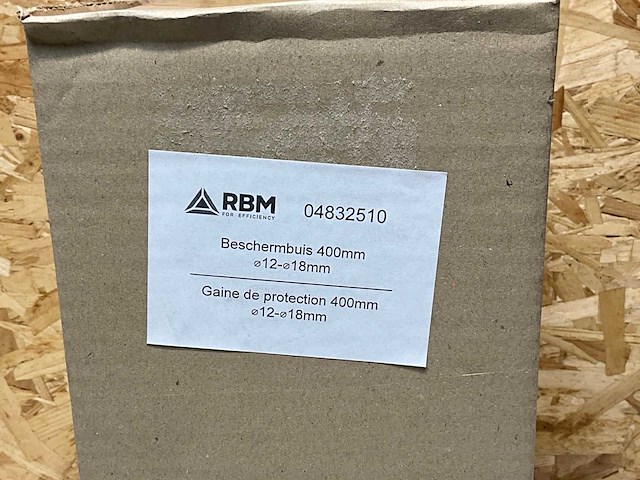 RBM
FOR EFFICIENCY
04832510
Beschermbuis 400mm
⌀12-⌀18mm
Gaine de protection 400mm
⌀12-⌀18mm